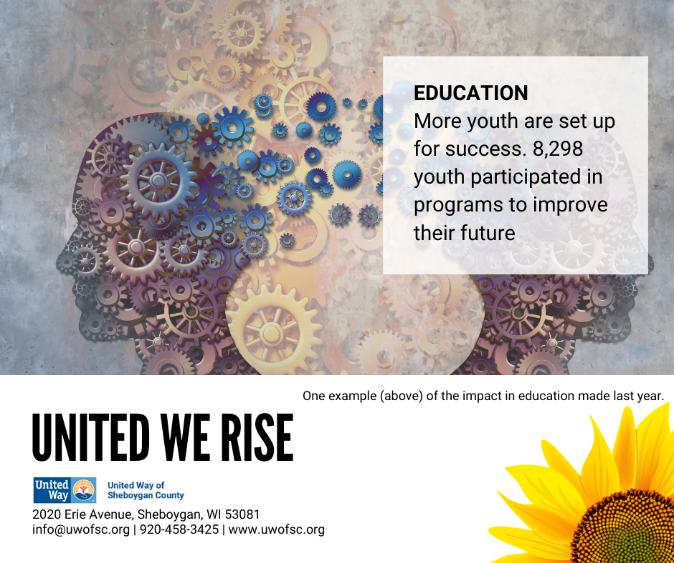 EDUCATION
More youth are set up
for success. 8,298
youth participated in
programs to improve
their future
One example (above) of the impact in education made last year.
UNITED WE RISE
United
Way
United Way of
Sheboygan County
2020 Erie Avenue, Sheboygan, WI 53081
info@uwofsc.org | 920-458-3425 | www.uwofsc.org